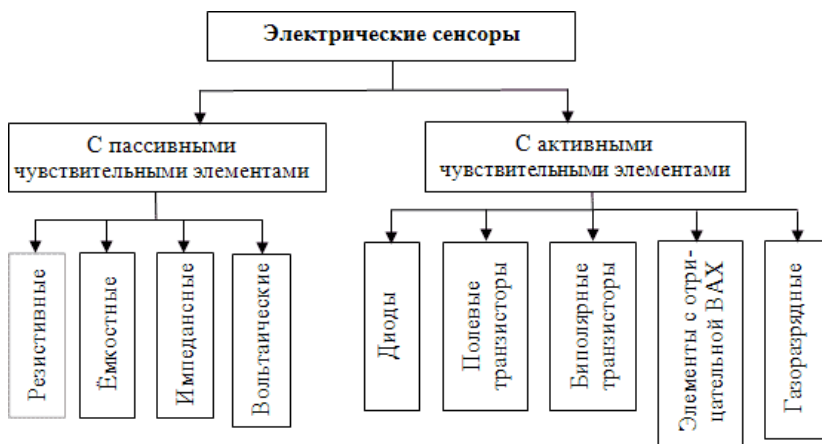 Электрические сенсоры
С пассивными
чувствительными элементами
С активными
чувствительными элементами
Резистивные
Ёмкостные
Импедансные
Вольтаические
Диоды
Полевые
транзисторы
Биполярные
транзисторы
Элементы с отри-
цательной ВАХ
Газоразрядные